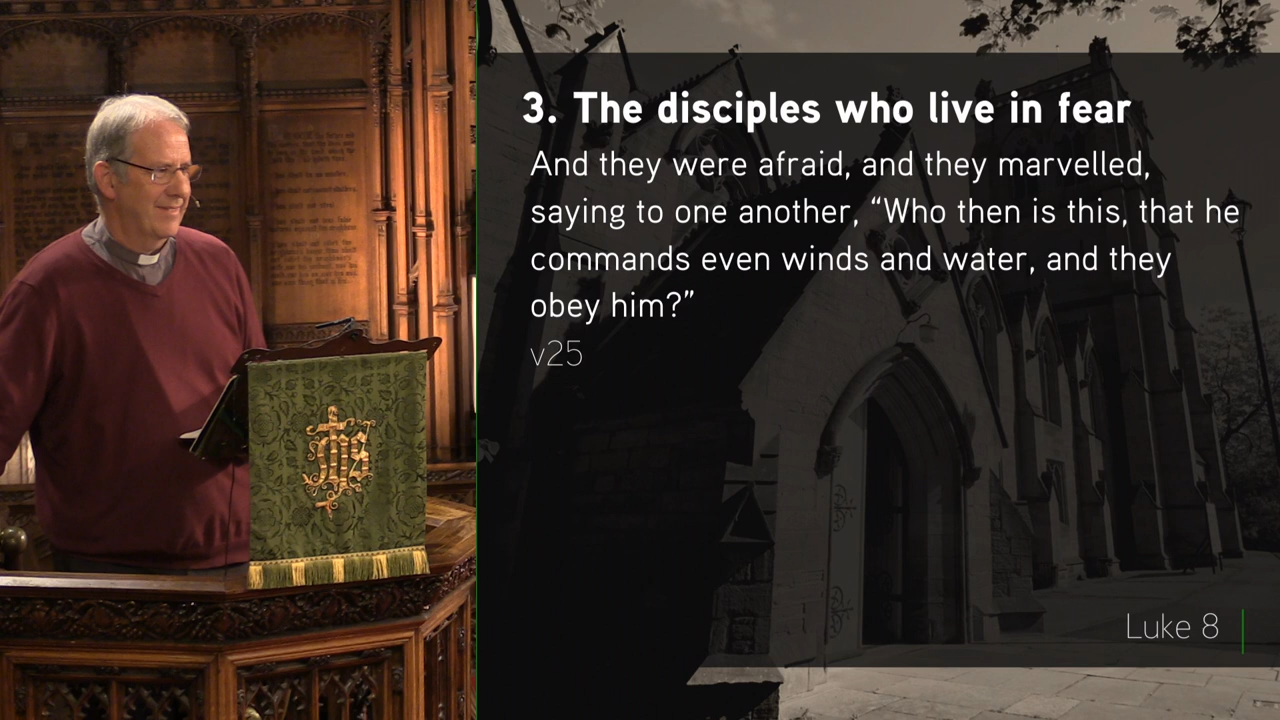 3. The disciples who live in fear
And they were afraid, and they marvelled,
saying to one another, “Who then is this, that he
commands even winds and water, and they
obey him?”
v25
Luke 8
IHS